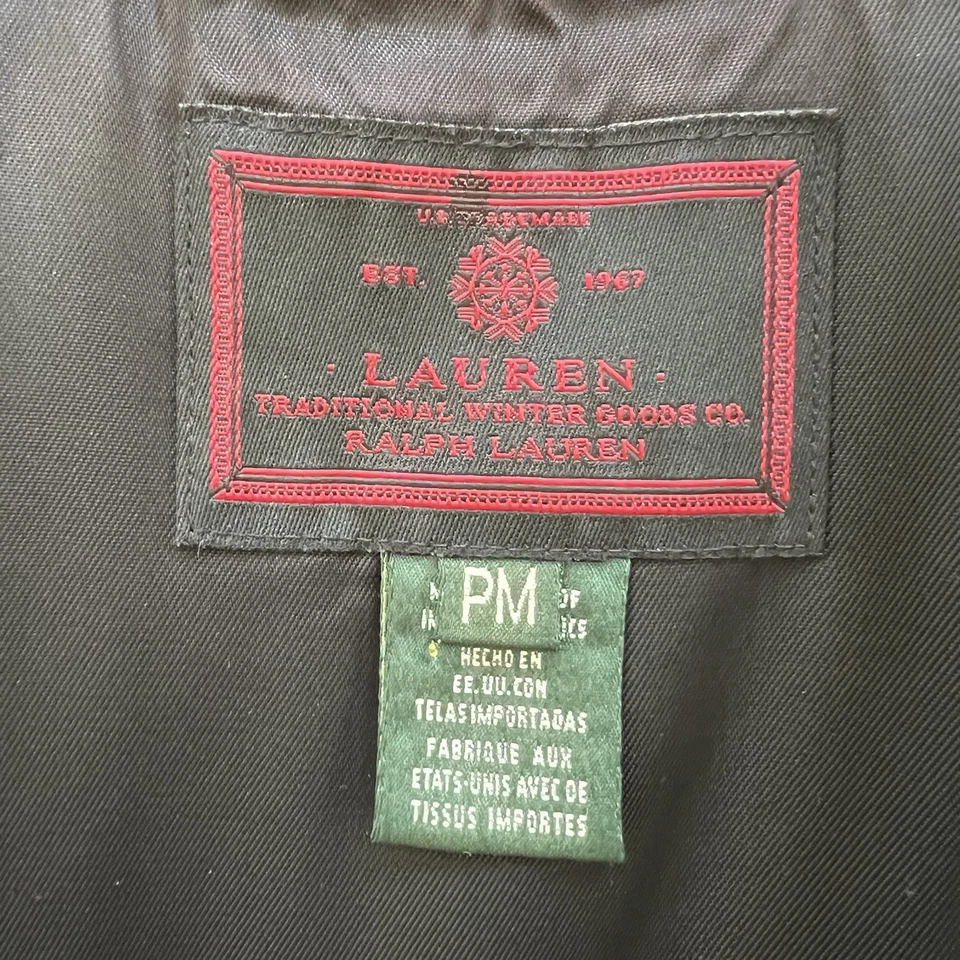 U.S. TRADEMARK
EST. 1967
· LAUREN ·
TRADITIONAL WINTER GOODS CO.
RALPH LAUREN
PM
HECHO EN
EE.UU.CON
TELAS IMPORTADAS
FABRIQUE AUX
ETATS-UNIS AVEC DE
TISSUS IMPORTES